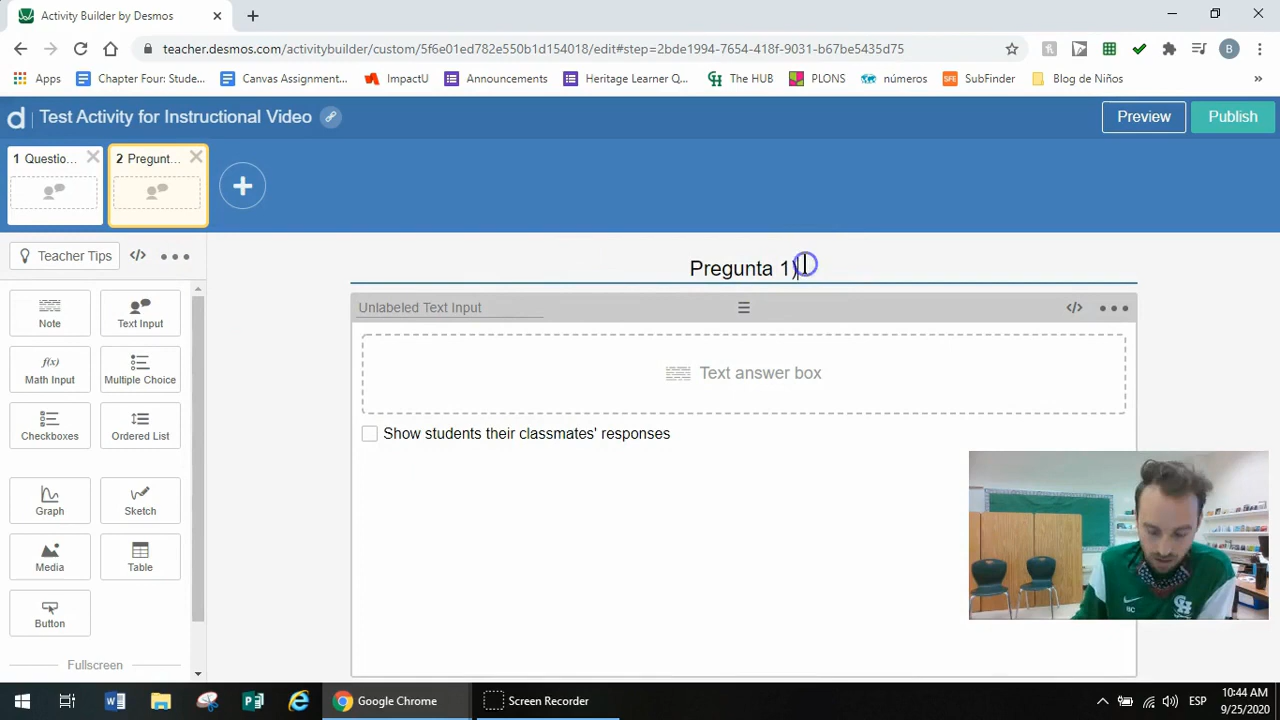 Activity Builder by Desmos
teacher.desmos.com/activitybuilder/custom/5f6e01ed782e550b1d154018/edit#step=2bde1994-7654-418f-9031-b67be5435d75
B
Apps Chapter Four: Stude... Canvas Assignment... ImpactU Announcements Heritage Learner Q... The HUB PLONS números SubFinder Blog de Niños »
d Test Activity for Instructional Video
Preview Publish
1 Questio... 2 Pregunt...
Teacher Tips
Pregunta 1)
Unlabeled Text Input
Note Text Input
Text answer box
f(x)
Math Input Multiple Choice
Show students their classmates' responses
Checkboxes Ordered List
Graph Sketch
Media Table
Button
Fullscreen
Google Chrome Screen Recorder ESP
10:44 AM
9/25/2020